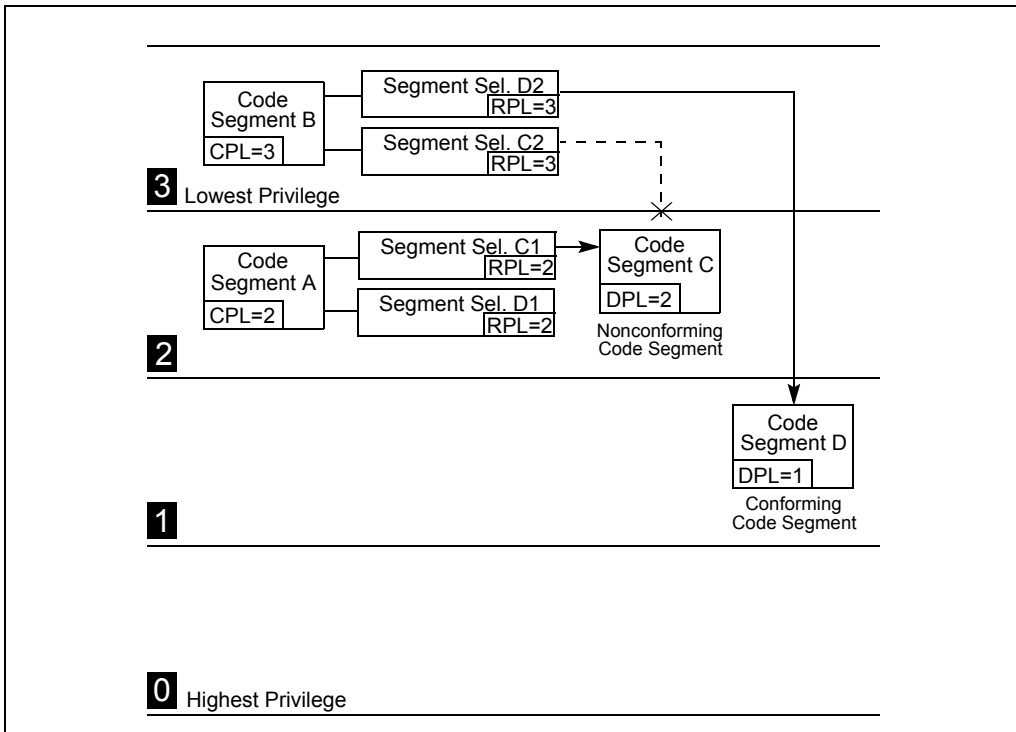 Code
Segment B
CPL=3
Segment Sel. D2
RPL=3
Segment Sel. C2
RPL=3
3 Lowest Privilege
Code
Segment A
CPL=2
Segment Sel. C1
RPL=2
Segment Sel. D1
RPL=2
Code
Segment C
DPL=2
Nonconforming
Code Segment
2
Code
Segment D
DPL=1
Conforming
Code Segment
1
0 Highest Privilege